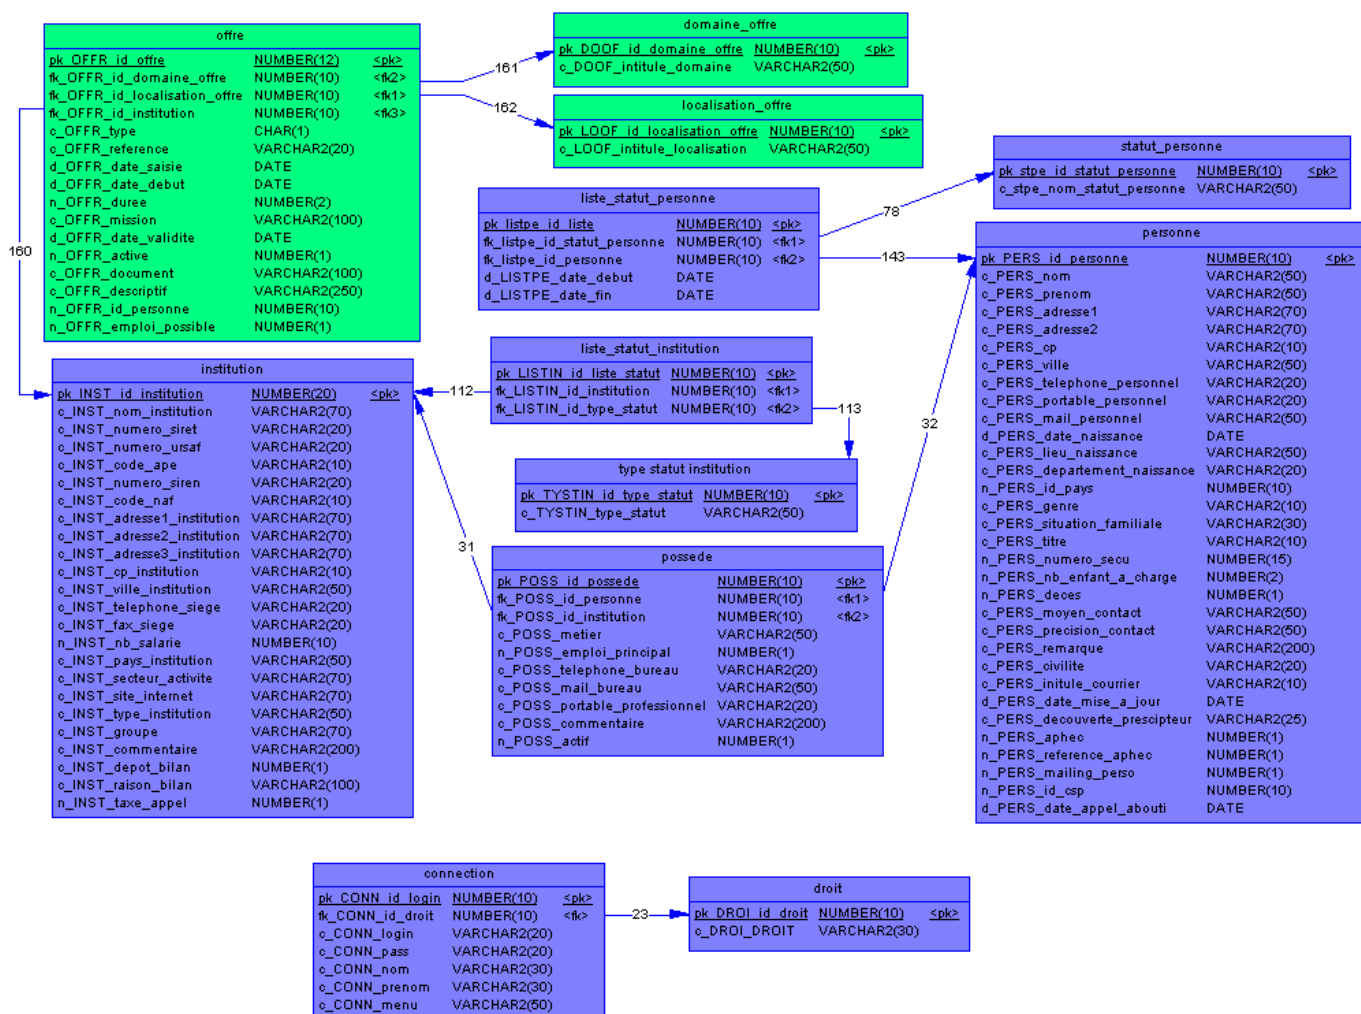 offre
pk_OFFR_id_offre NUMBER(12) <pk>
fk_OFFR_id_domaine_offre NUMBER(10) <fk2>
fk_OFFR_id_localisation_offre NUMBER(10) <fk1>
fk_OFFR_id_institution NUMBER(10) <fk3>
c_OFFR_type CHAR(1)
c_OFFR_reference VARCHAR2(20)
d_OFFR_date_saisie DATE
d_OFFR_date_debut DATE
n_OFFR_duree NUMBER(2)
c_OFFR_mission VARCHAR2(100)
d_OFFR_date_validite DATE
n_OFFR_active NUMBER(1)
c_OFFR_document VARCHAR2(100)
c_OFFR_descriptif VARCHAR2(250)
n_OFFR_id_personne NUMBER(10)
n_OFFR_emploi_possible NUMBER(1)
161
162
160
domaine_offre
pk_DOOF_id_domaine_offre NUMBER(10) <pk>
c_DOOF_intitule_domaine VARCHAR2(50)
localisation_offre
pk_LOOF_id_localisation_offre NUMBER(10) <pk>
c_LOOF_intitule_localisation VARCHAR2(50)
statut_personne
pk_stpe_id_statut_personne NUMBER(10) <pk>
c_stpe_nom_statut_personne VARCHAR2(50)
liste_statut_personne
pk_listpe_id_liste NUMBER(10) <pk>
fk_listpe_id_statut_personne NUMBER(10) <fk1>
fk_listpe_id_personne NUMBER(10) <fk2>
d_LISTPE_date_debut DATE
d_LISTPE_date_fin DATE
78
143
personne
pk_PERS_id_personne NUMBER(10) <pk>
c_PERS_nom VARCHAR2(50)
c_PERS_prenom VARCHAR2(50)
c_PERS_adresse1 VARCHAR2(70)
c_PERS_adresse2 VARCHAR2(70)
c_PERS_cp VARCHAR2(10)
c_PERS_ville VARCHAR2(50)
c_PERS_telephone_personnel VARCHAR2(20)
c_PERS_portable_personnel VARCHAR2(20)
c_PERS_mail_personnel VARCHAR2(50)
d_PERS_date_naissance DATE
c_PERS_lieu_naissance VARCHAR2(50)
c_PERS_departement_naissance VARCHAR2(20)
n_PERS_id_pays NUMBER(10)
c_PERS_genre VARCHAR2(10)
c_PERS_situation_familiale VARCHAR2(30)
c_PERS_titre VARCHAR2(10)
n_PERS_numero_secu NUMBER(15)
n_PERS_nb_enfant_a_charge NUMBER(2)
n_PERS_deces NUMBER(1)
c_PERS_moyen_contact VARCHAR2(50)
c_PERS_precision_contact VARCHAR2(50)
c_PERS_remarque VARCHAR2(200)
c_PERS_civilite VARCHAR2(20)
c_PERS_initule_courrier VARCHAR2(10)
d_PERS_date_mise_a_jour DATE
c_PERS_decouverte_prescipteur VARCHAR2(25)
n_PERS_aphec NUMBER(1)
n_PERS_reference_aphec NUMBER(1)
n_PERS_mailing_perso NUMBER(1)
n_PERS_id_csp NUMBER(10)
d_PERS_date_appel_abouti DATE
institution
pk_INST_id_institution NUMBER(20) <pk>
c_INST_nom_institution VARCHAR2(70)
c_INST_numero_siret VARCHAR2(20)
c_INST_numero_ursaf VARCHAR2(20)
c_INST_code_ape VARCHAR2(10)
c_INST_numero_siren VARCHAR2(20)
c_INST_code_naf VARCHAR2(10)
c_INST_adresse1_institution VARCHAR2(70)
c_INST_adresse2_institution VARCHAR2(70)
c_INST_adresse3_institution VARCHAR2(70)
c_INST_cp_institution VARCHAR2(10)
c_INST_ville_institution VARCHAR2(50)
c_INST_telephone_siege VARCHAR2(20)
c_INST_fax_siege VARCHAR2(20)
n_INST_nb_salarie NUMBER(10)
c_INST_pays_institution VARCHAR2(50)
c_INST_secteur_activite VARCHAR2(70)
c_INST_site_internet VARCHAR2(70)
c_INST_type_institution VARCHAR2(50)
c_INST_groupe VARCHAR2(70)
c_INST_commentaire VARCHAR2(200)
c_INST_depot_bilan NUMBER(1)
c_INST_raison_bilan VARCHAR2(100)
n_INST_taxe_appel NUMBER(1)
liste_statut_institution
pk_LISTIN_id_liste_statut NUMBER(10) <pk>
fk_LISTIN_id_institution NUMBER(10) <fk1>
fk_LISTIN_id_type_statut NUMBER(10) <fk2>
112
113
32
type statut institution
pk_TYSTIN_id_type_statut NUMBER(10) <pk>
c_TYSTIN_type_statut VARCHAR2(50)
31
possede
pk_POSS_id_possede NUMBER(10) <pk>
fk_POSS_id_personne NUMBER(10) <fk1>
fk_POSS_id_institution NUMBER(10) <fk2>
c_POSS_metier VARCHAR2(50)
n_POSS_emploi_principal NUMBER(1)
c_POSS_telephone_bureau VARCHAR2(20)
c_POSS_mail_bureau VARCHAR2(50)
c_POSS_portable_professionnel VARCHAR2(20)
c_POSS_commentaire VARCHAR2(200)
n_POSS_actif NUMBER(1)
connection
pk_CONN_id_login NUMBER(10) <pk>
fk_CONN_id_droit NUMBER(10) <fk>
c_CONN_login VARCHAR2(20)
c_CONN_pass VARCHAR2(20)
c_CONN_nom VARCHAR2(30)
c_CONN_prenom VARCHAR2(30)
c_CONN_menu VARCHAR2(50)
23
droit
pk_DROI_id_droit NUMBER(10) <pk>
c_DROI_DROIT VARCHAR2(30)